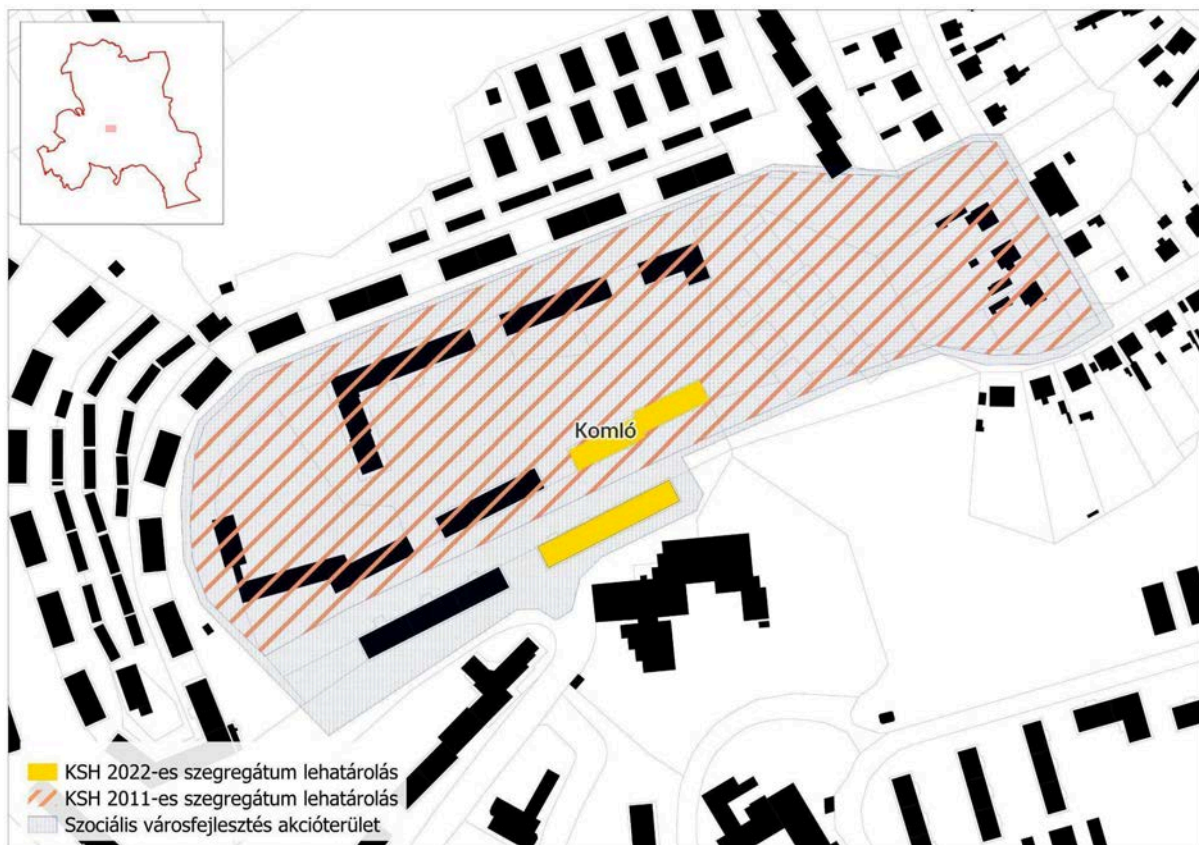 Komló
KSH 2022-es szegregátum lehatárolás
KSH 2011-es szegregátum lehatárolás
Szociális városfejlesztés akcióterület